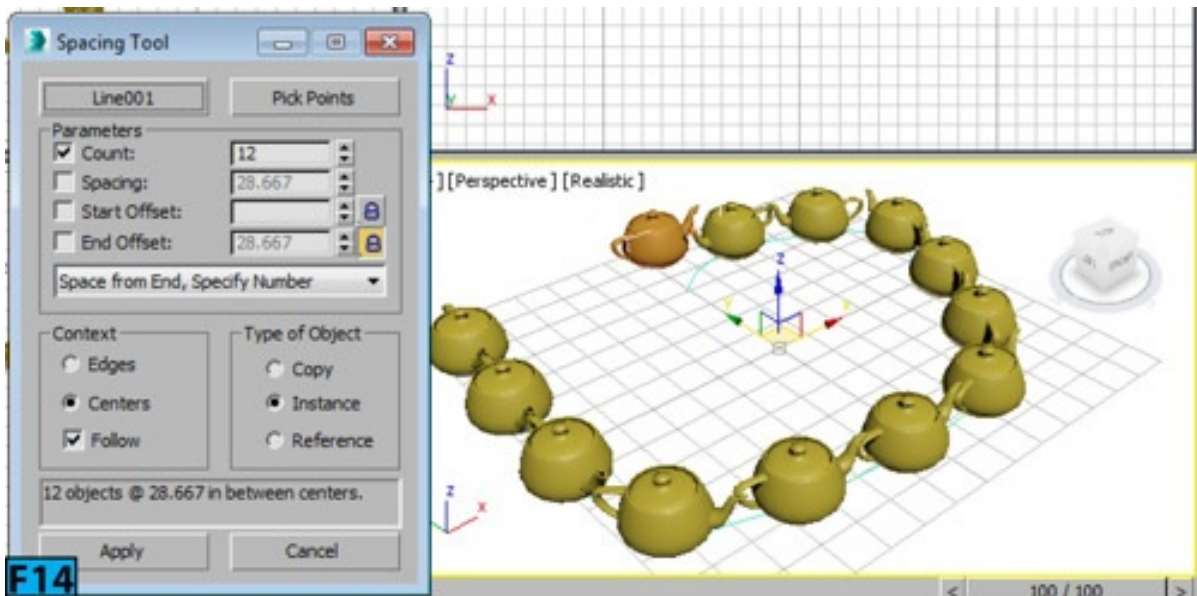 Spacing Tool
Line001 Pick Points
Parameters
Count: 12
Spacing: 28.667
Start Offset:
End Offset: 28.667
Space from End, Specify Number
Context
Edges
Centers
Follow
Type of Object
Copy
Instance
Reference
12 objects @ 28.667 in between centers.
Apply Cancel
F14
z
y x
] [Perspective ] [Realistic ]
z
y x
z
x
TOP
FRONT
< 100 / 100 >